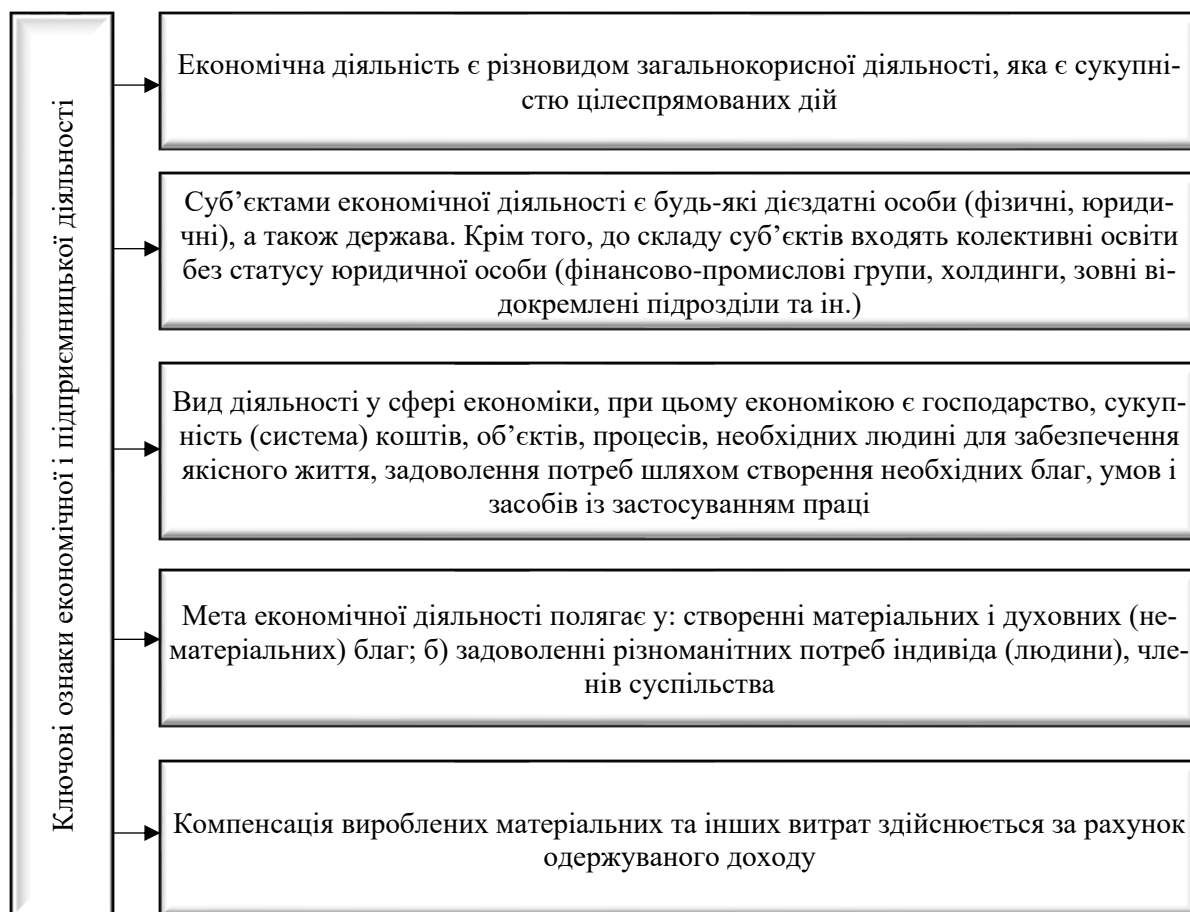 Ключові ознаки економічної і підприємницької діяльності
Економічна діяльність є різновидом загальнокорисної діяльності, яка є сукупні-
стю цілеспрямованих дій
Суб’єктами економічної діяльності є будь-які дієздатні особи (фізичні, юриди-
чні), а також держава. Крім того, до складу суб’єктів входять колективні освіти
без статусу юридичної особи (фінансово-промислові групи, холдинги, зовні ві-
докремлені підрозділи та ін.)
Вид діяльності у сфері економіки, при цьому економікою є господарство, сукуп-
ність (система) коштів, об’єктів, процесів, необхідних людині для забезпечення
якісного життя, задоволення потреб шляхом створення необхідних благ, умов і
засобів із застосуванням праці
Мета економічної діяльності полягає у: створенні матеріальних і духовних (не-
матеріальних) благ; б) задоволенні різноманітних потреб індивіда (людини), чле-
нів суспільства
Компенсація вироблених матеріальних та інших витрат здійснюється за рахунок
одержуваного доходу